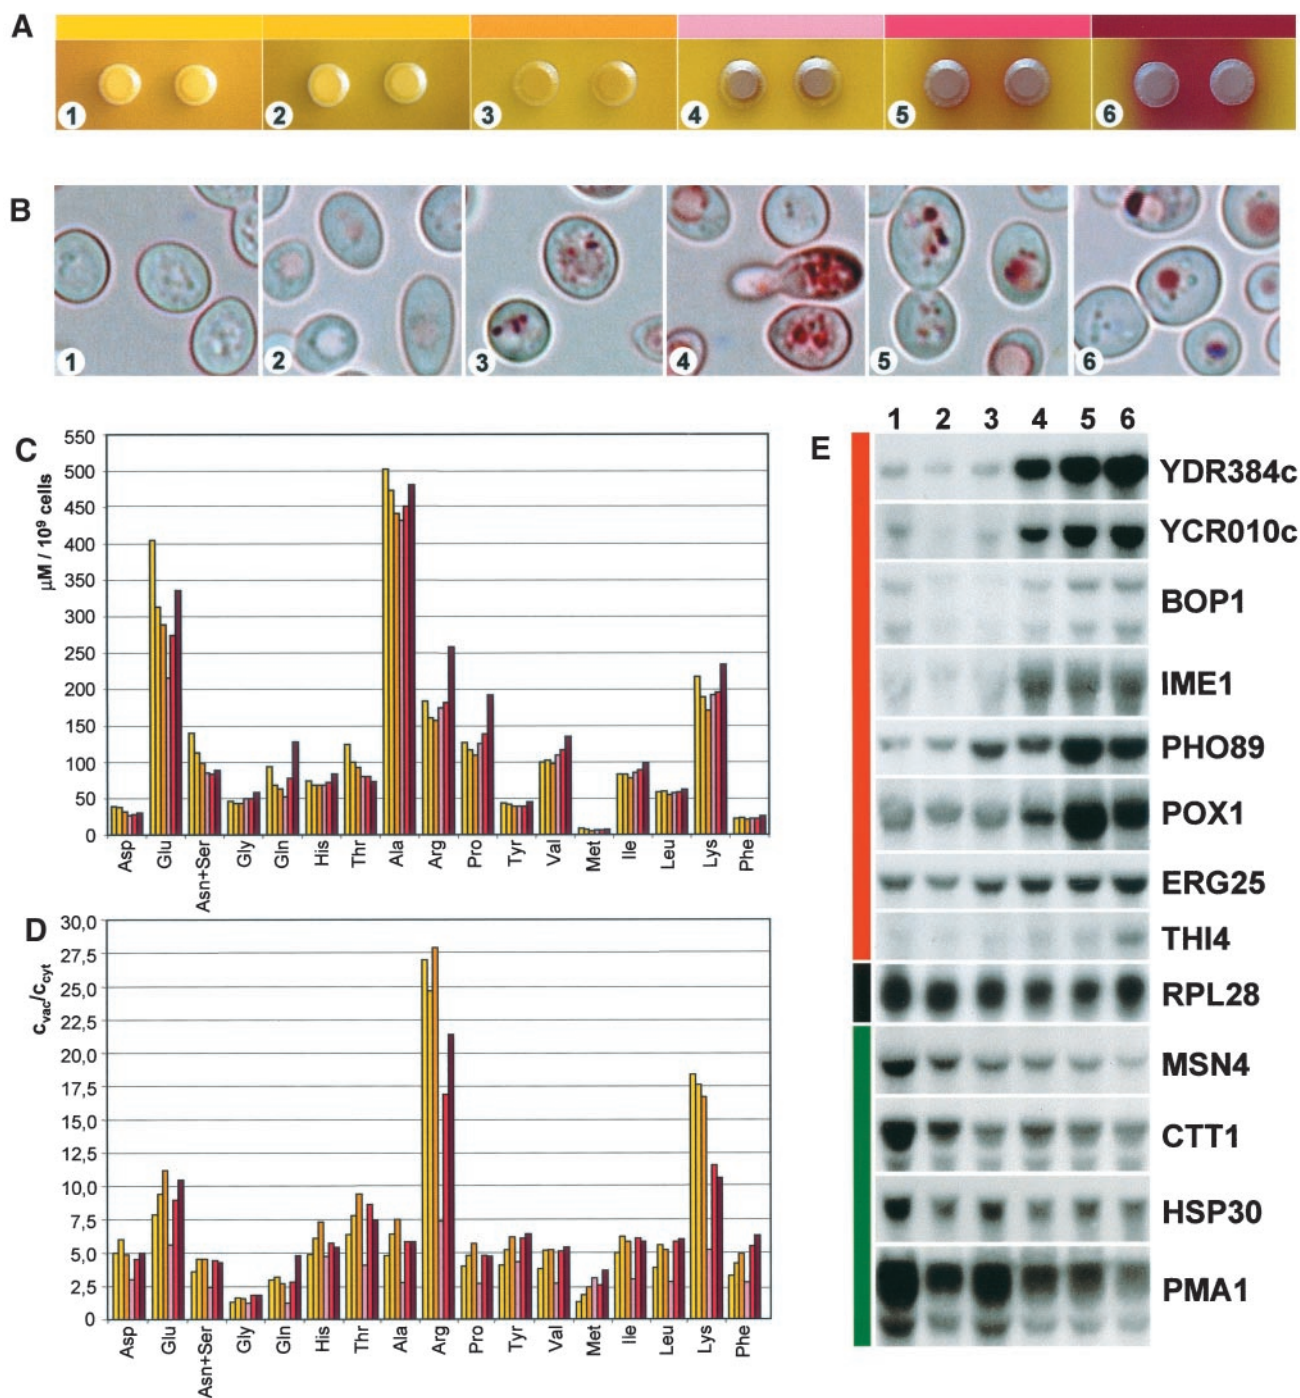 A
1 2 3 4 5 6
B
1 2 3 4 5 6
C
µM / 10⁹ cells
550
500
450
400
350
300
250
200
150
100
50
0
Asp Glu Asn+Ser Gly Gln His Thr Ala Arg Pro Tyr Val Met Ile Leu Lys Phe
D
c_vac/c_cyt
30,0
27,5
25,0
22,5
20,0
17,5
15,0
12,5
10,0
7,5
5,0
2,5
0
Asp Glu Asn+Ser Gly Gln His Thr Ala Arg Pro Tyr Val Met Ile Leu Lys Phe
E
1 2 3 4 5 6
YDR384c
YCR010c
BOP1
IME1
PHO89
POX1
ERG25
THI4
RPL28
MSN4
CTT1
HSP30
PMA1